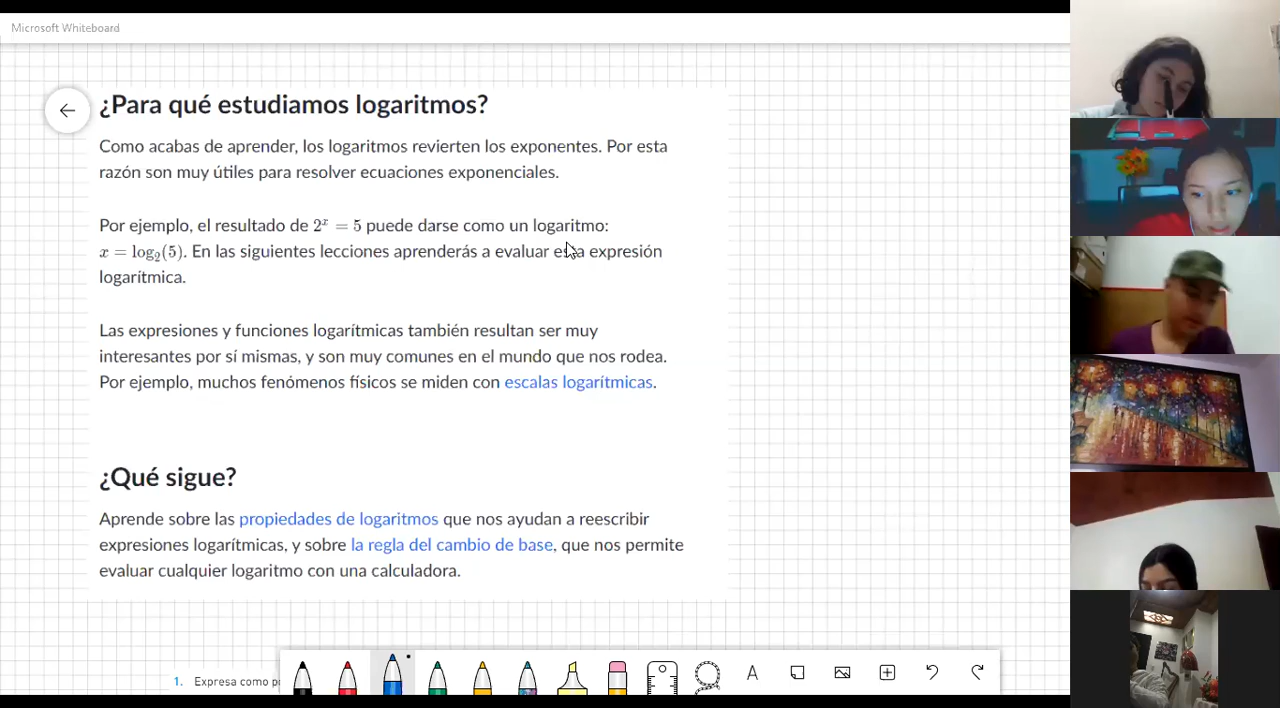 Microsoft Whiteboard
¿Para qué estudiamos logaritmos?
Como acabas de aprender, los logaritmos revierten los exponentes. Por esta
razón son muy útiles para resolver ecuaciones exponenciales.
Por ejemplo, el resultado de 2ˣ = 5 puede darse como un logaritmo:
x = log₂(5). En las siguientes lecciones aprenderás a evaluar esta expresión
logarítmica.
Las expresiones y funciones logarítmicas también resultan ser muy
interesantes por sí mismas, y son muy comunes en el mundo que nos rodea.
Por ejemplo, muchos fenómenos físicos se miden con escalas logarítmicas.
¿Qué sigue?
Aprende sobre las propiedades de logaritmos que nos ayudan a reescribir
expresiones logarítmicas, y sobre la regla del cambio de base, que nos permite
evaluar cualquier logaritmo con una calculadora.
1. Expresa como
A